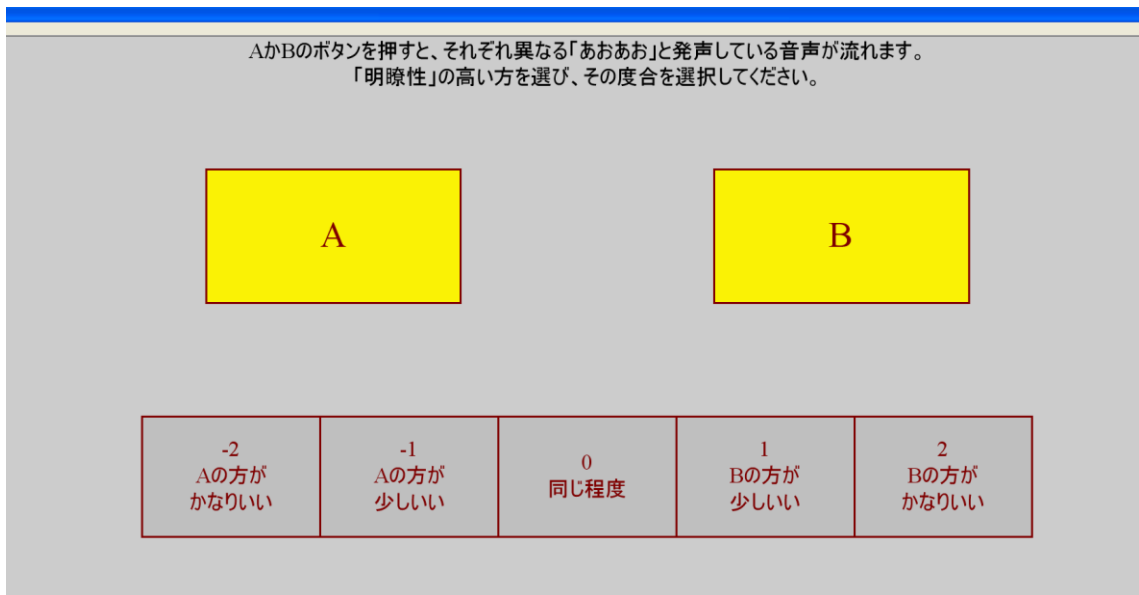 AかBのボタンを押すと、それぞれ異なる「あおあお」と発声している音声が流れます。
「明瞭性」の高い方を選び、その度合を選択してください。
A
B
-2
Aの方が
かなりいい
-1
Aの方が
少しいい
0
同じ程度
1
Bの方が
少しいい
2
Bの方が
かなりいい